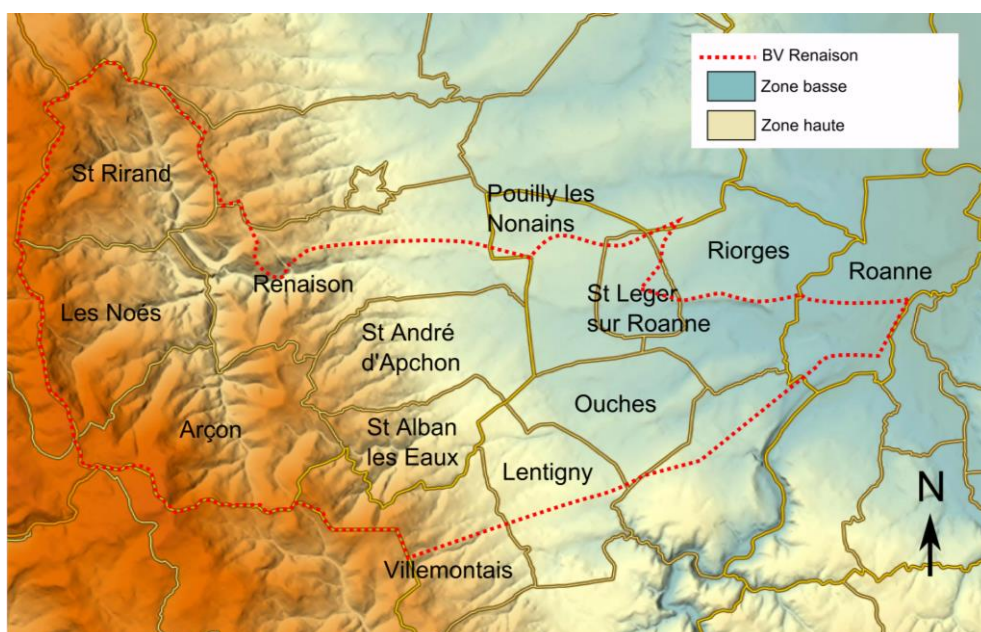 BV Renaison
Zone basse
Zone haute
St Rirand
Pouilly les
Nonains
Riorges
Roanne
Renaison
Les Noés
St Leger
sur Roanne
St André
d'Apchon
Ouches
Arçon
St Alban
les Eaux
Lentigny
N
Villemontais